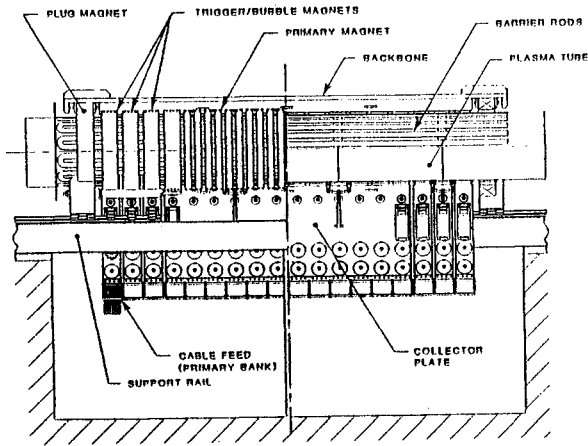 PLUG MAGNET
TRIGGER/BUBBLE MAGNETS
PRIMARY MAGNET
BACKBONE
BARRIER RODS
PLASMA TUBE
CABLE FEED
(PRIMARY BANK)
SUPPORT RAIL
COLLECTOR
PLATE